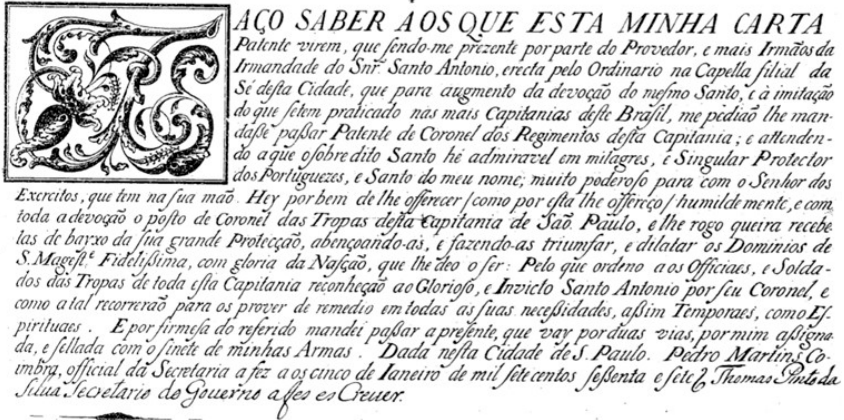 FAÇO SABER AOS QUE ESTA MINHA CARTA
Patente virem, que sendo-me prezente por parte do Provedor, e mais Irmãos da
Irmandade do Snr. Santo Antonio, erecta pelo Ordinario na Capella filial da
Sé desta Cidade, que para augmento da devoção do mesmo Santo, e à imitação
do que se tem praticado nas mais Capitanias deste Brasil, me pedião lhe man-
dasse passar Patente de Coronel dos Regimentos desta Capitania; e attenden-
do a que o sobredito Santo hé admiravel em milagres, e Singular Protector
dos Portuguezes, e Santo do meu nome; muito poderoso para com o Senhor dos
Exercitos, que tem na sua mão. Hey por bem de lhe offerecer /como por esta lhe offereço/ humildemente, e com
toda a devoção o posto de Coronel das Tropas desta Capitania de São Paulo, e lhe rogo queira recebe-
las de bayxo da sua grande Protecção, abençoando-as, e fazendo-as triumfar, e dilatar os Dominios de
S. Magest.e Fidelissima, com gloria da Nasção, que lhe deo o ser: Pelo que ordeno aos Officiaes, e Solda-
dos das Tropas de toda esta Capitania reconheção ao Glorioso, e Invicto Santo Antonio por seu Coronel, e
como a tal recorrerão para os prover de remedio em todas as suas necessidades, assim Temporaes, como Es-
pirituaes. E por firmesa do referido mandei passar a presente, que vay por duas vias, por mim assigna-
da, e sellada com o sinete de minhas Armas. Dada nesta Cidade de S. Paulo. Pedro Martins Co-
imbra, official da Secretaria a fez aos cinco de Ianeiro de mil sete centos sessenta e sete Thomas Pinto da
Silva Secretario do Governo a fes escrever.